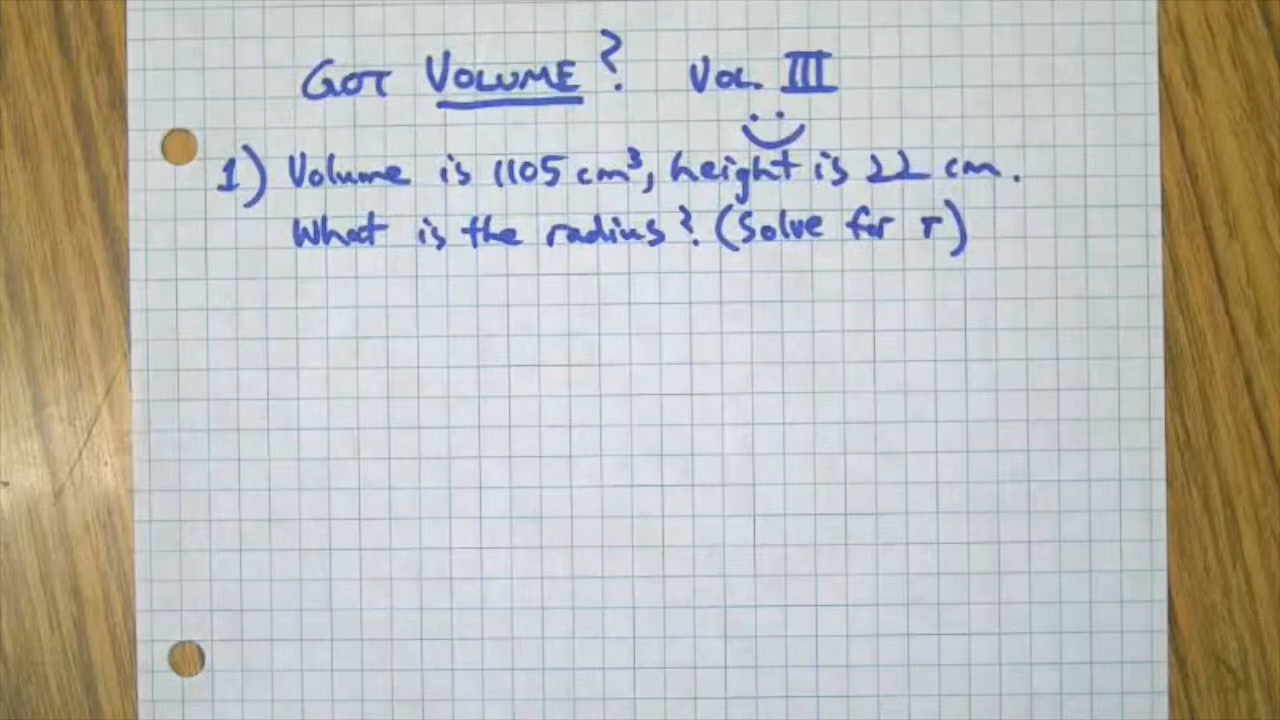 GOT VOLUME? VOL. III
1) Volume is 1105 cm³, height is 22 cm.
What is the radius? (Solve for r)